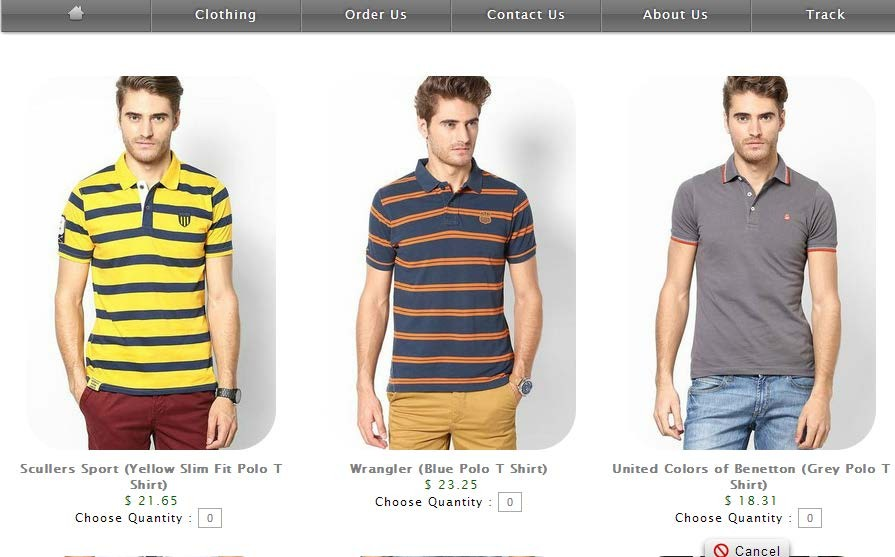 Clothing
Order Us
Contact Us
About Us
Track
Scullers Sport (Yellow Slim Fit Polo T
Shirt)
$ 21.65
Choose Quantity : 0
Wrangler (Blue Polo T Shirt)
$ 23.25
Choose Quantity : 0
United Colors of Benetton (Grey Polo T
Shirt)
$ 18.31
Choose Quantity : 0
Cancel